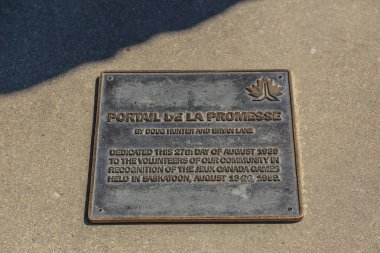 PORTAIL DE LA PROMESSE
BY DOUG HUNTER AND BRYAN LANE
DEDICATED THIS 27th DAY OF AUGUST 1989
TO THE VOLUNTEERS OF OUR COMMUNITY IN
RECOGNITION OF THE JEUX CANADA GAMES
HELD IN SASKATOON, AUGUST 13-26, 1989.